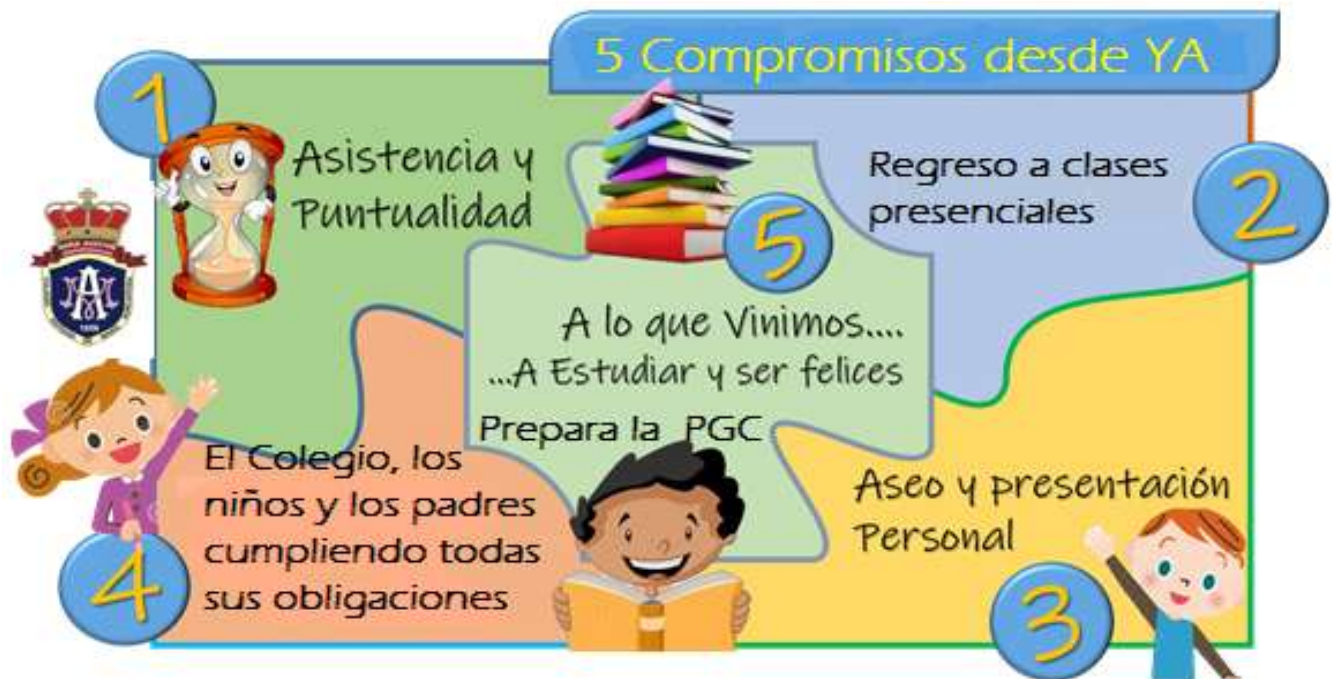 5 Compromisos desde YA
1
Asistencia y
Puntualidad
2
Regreso a clases
presenciales
3
Aseo y presentación
Personal
4
El Colegio, los
niños y los padres
cumpliendo todas
sus obligaciones
5
A lo que Vinimos....
...A Estudiar y ser felices
Prepara la PGC